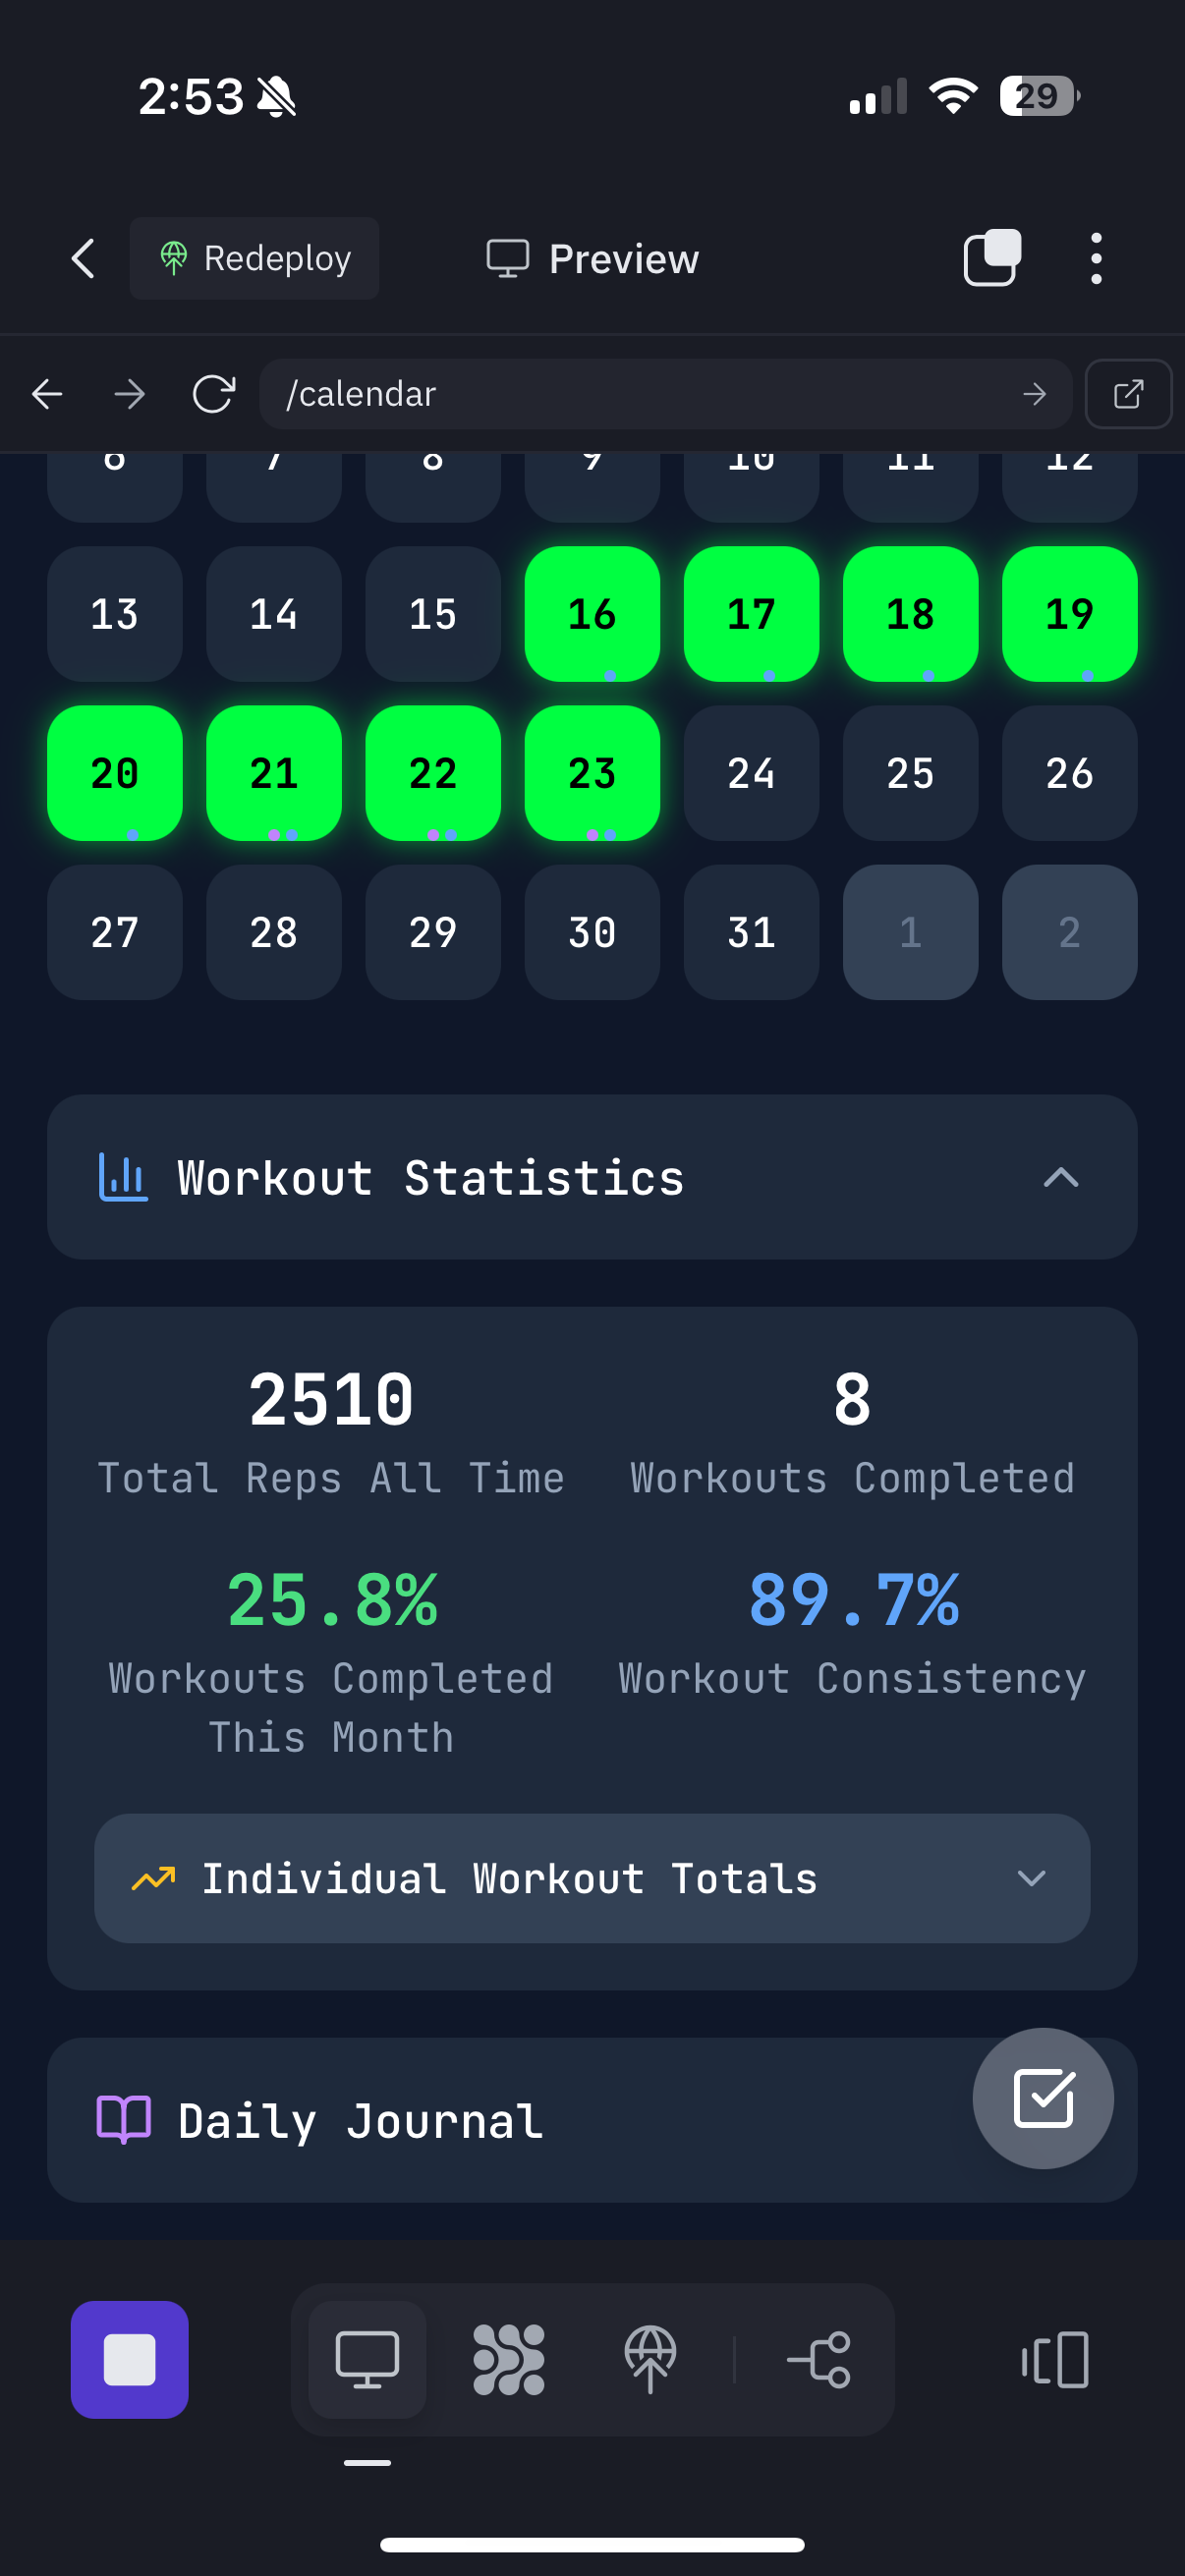 2:53
29
Redeploy
Preview
/calendar
6 7 8 9 10 11 12
13 14 15 16 17 18 19
20 21 22 23 24 25 26
27 28 29 30 31 1 2
Workout Statistics
2510 8
Total Reps All Time Workouts Completed
25.8% 89.7%
Workouts Completed Workout Consistency
This Month
Individual Workout Totals
Daily Journal